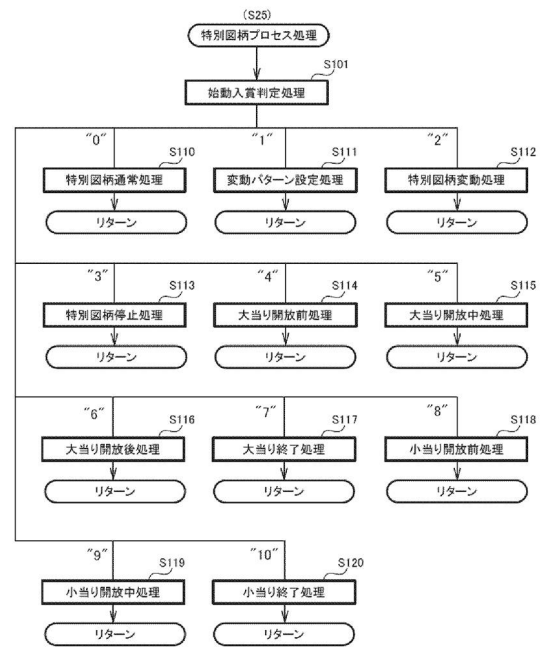 (S25)
特別図柄プロセス処理
S101
始動入賞判定処理
"0"
"1"
"2"
S110
S111
S112
特別図柄通常処理
変動パターン設定処理
特別図柄変動処理
リターン
リターン
リターン
"3"
"4"
"5"
S113
S114
S115
特別図柄停止処理
大当り開放前処理
大当り開放中処理
リターン
リターン
リターン
"6"
"7"
"8"
S116
S117
S118
大当り開放後処理
大当り終了処理
小当り開放前処理
リターン
リターン
リターン
"9"
"10"
S119
S120
小当り開放中処理
小当り終了処理
リターン
リターン